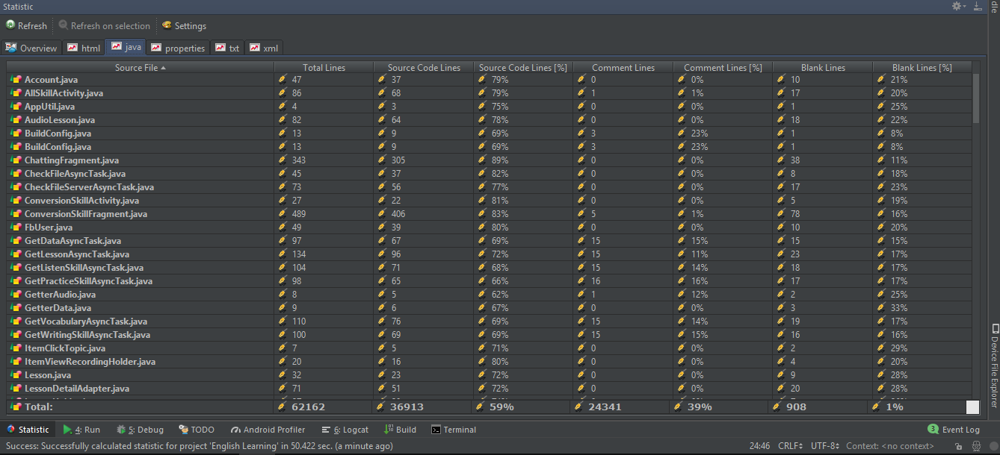 Statistic
Refresh Refresh on selection Settings
Overview html java properties txt xml
Source File Total Lines Source Code Lines Source Code Lines [%] Comment Lines Comment Lines [%] Blank Lines Blank Lines [%]
Account.java 47 37 79% 0 0% 10 21%
AllSkillActivity.java 86 68 79% 1 1% 17 20%
AppUtil.java 4 3 75% 0 0% 1 25%
AudioLesson.java 82 64 78% 0 0% 18 22%
BuildConfig.java 13 9 69% 3 23% 1 8%
BuildConfig.java 13 9 69% 3 23% 1 8%
ChattingFragment.java 343 305 89% 0 0% 38 11%
CheckFileAsyncTask.java 45 37 82% 0 0% 8 18%
CheckFileServerAsyncTask.java 73 56 77% 0 0% 17 23%
ConversionSkillActivity.java 27 22 81% 0 0% 5 19%
ConversionSkillFragment.java 489 406 83% 5 1% 78 16%
FbUser.java 49 39 80% 0 0% 10 20%
GetDataAsyncTask.java 97 67 69% 15 15% 15 15%
GetLessonAsyncTask.java 134 96 72% 15 11% 23 17%
GetListenSkillAsyncTask.java 104 71 68% 15 14% 18 17%
GetPracticeSkillAsyncTask.java 98 65 66% 16 16% 17 17%
GetterAudio.java 8 5 62% 1 12% 2 25%
GetterData.java 9 6 67% 0 0% 3 33%
GetVocabularyAsyncTask.java 110 76 69% 15 14% 19 17%
GetWritingSkillAsyncTask.java 100 69 69% 15 15% 16 16%
ItemClickTopic.java 7 5 71% 0 0% 2 29%
ItemViewRecordingHolder.java 20 16 80% 0 0% 4 20%
Lesson.java 32 23 72% 0 0% 9 28%
LessonDetailAdapter.java 71 51 72% 0 0% 20 28%
Total: 62162 36913 59% 24341 39% 908 1%
Statistic 4: Run 5: Debug TODO Android Profiler 6: Logcat Build Terminal 3 Event Log
Success: Successfully calculated statistic for project 'English Learning' in 50.422 sec. (a minute ago) 24:46 CRLF UTF-8 Context: <no context>
dle
Device File Explorer